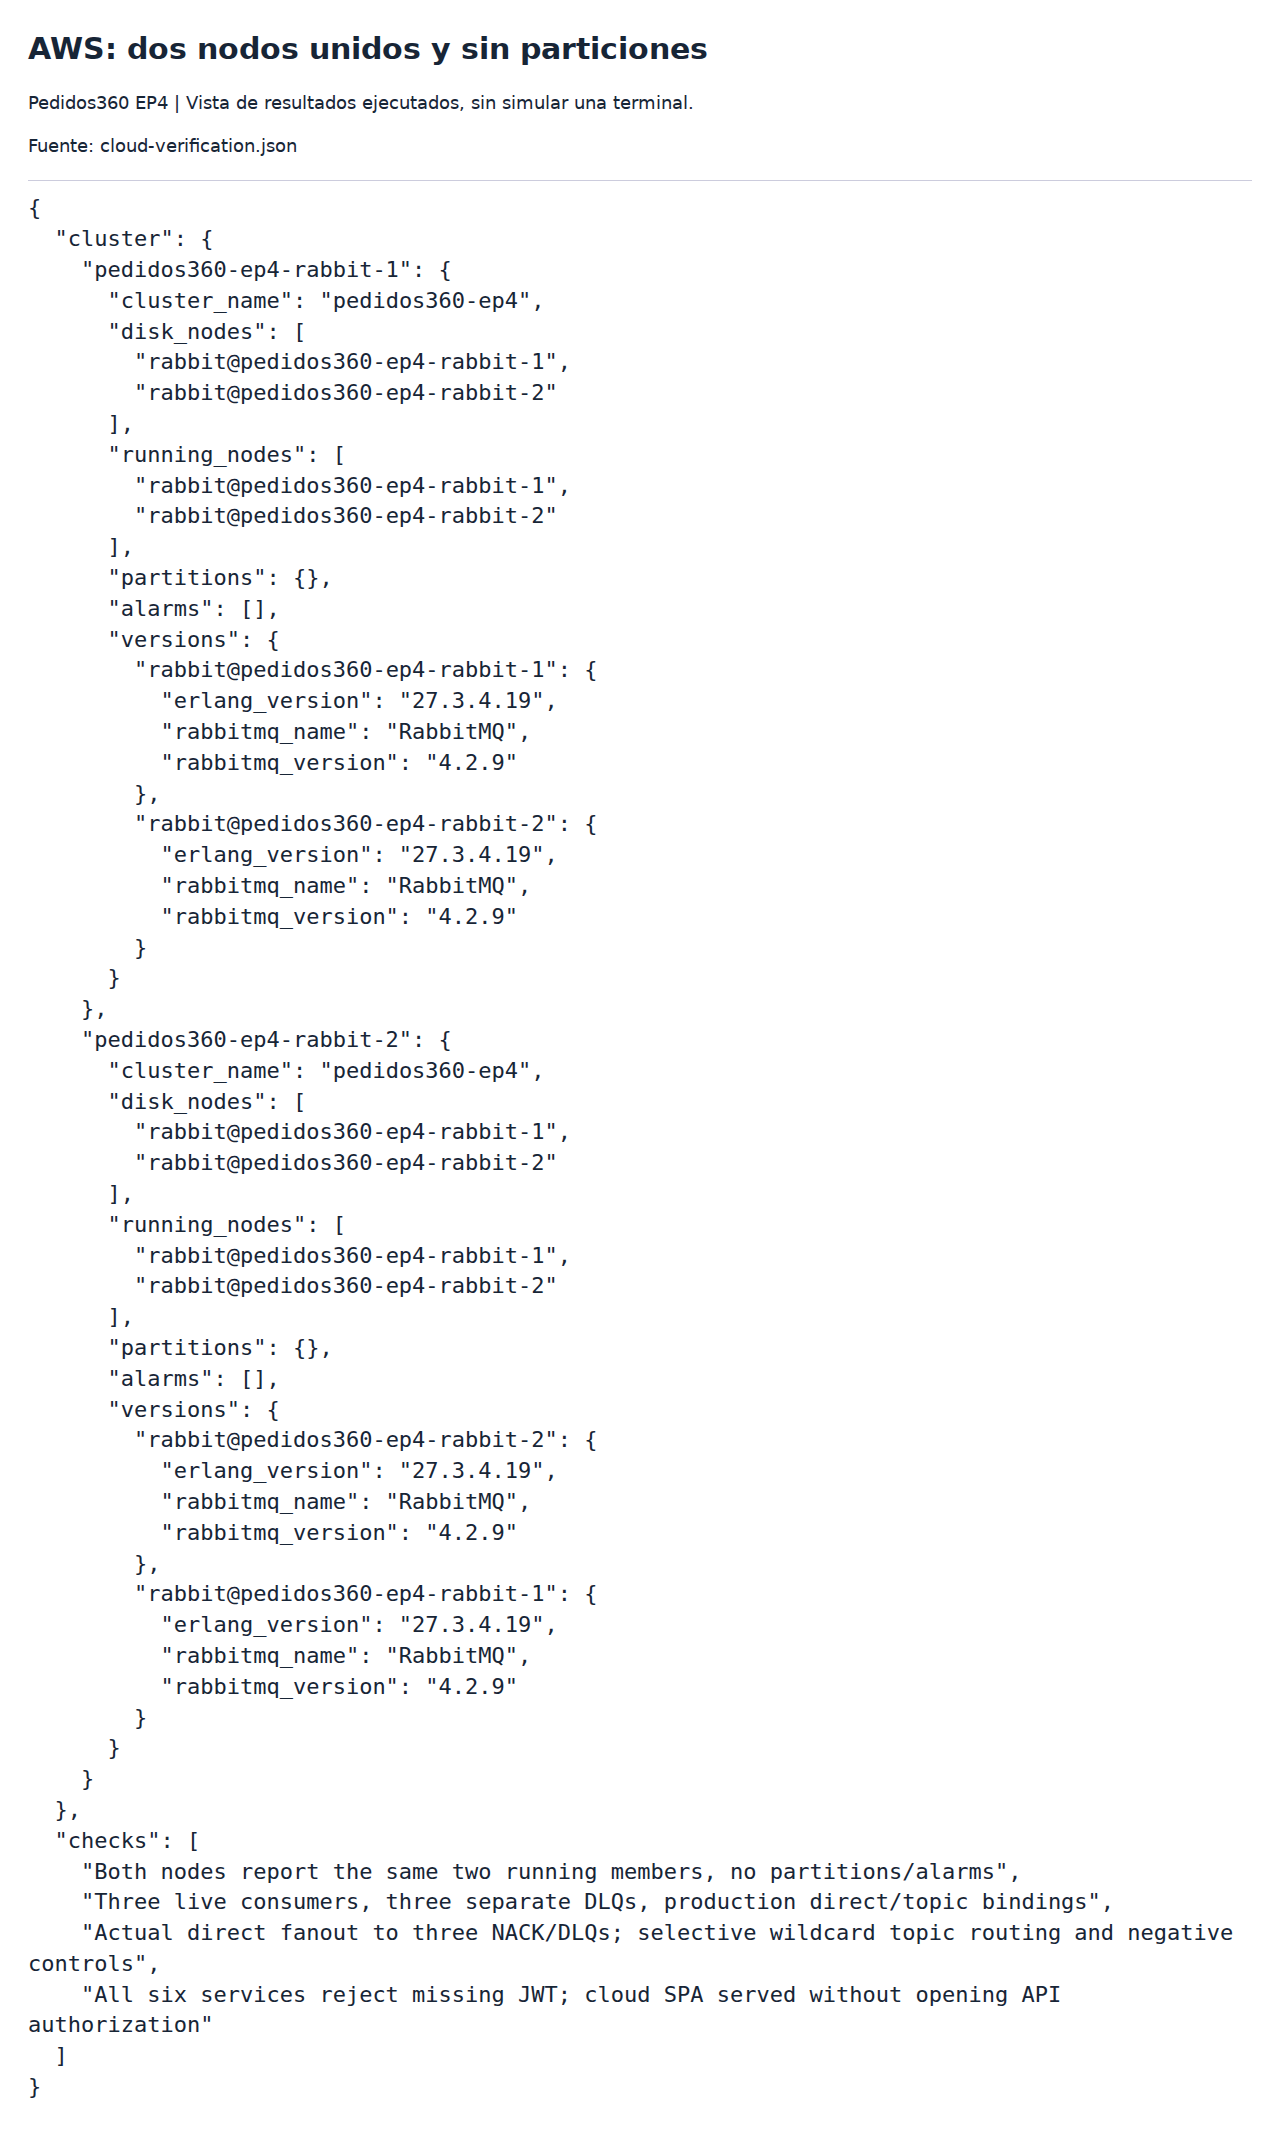 AWS: dos nodos unidos y sin particiones
Pedidos360 EP4 | Vista de resultados ejecutados, sin simular una terminal.
Fuente: cloud-verification.json
{
  "cluster": {
    "pedidos360-ep4-rabbit-1": {
      "cluster_name": "pedidos360-ep4",
      "disk_nodes": [
        "rabbit@pedidos360-ep4-rabbit-1",
        "rabbit@pedidos360-ep4-rabbit-2"
      ],
      "running_nodes": [
        "rabbit@pedidos360-ep4-rabbit-1",
        "rabbit@pedidos360-ep4-rabbit-2"
      ],
      "partitions": {},
      "alarms": [],
      "versions": {
        "rabbit@pedidos360-ep4-rabbit-1": {
          "erlang_version": "27.3.4.19",
          "rabbitmq_name": "RabbitMQ",
          "rabbitmq_version": "4.2.9"
        },
        "rabbit@pedidos360-ep4-rabbit-2": {
          "erlang_version": "27.3.4.19",
          "rabbitmq_name": "RabbitMQ",
          "rabbitmq_version": "4.2.9"
        }
      }
    },
    "pedidos360-ep4-rabbit-2": {
      "cluster_name": "pedidos360-ep4",
      "disk_nodes": [
        "rabbit@pedidos360-ep4-rabbit-1",
        "rabbit@pedidos360-ep4-rabbit-2"
      ],
      "running_nodes": [
        "rabbit@pedidos360-ep4-rabbit-1",
        "rabbit@pedidos360-ep4-rabbit-2"
      ],
      "partitions": {},
      "alarms": [],
      "versions": {
        "rabbit@pedidos360-ep4-rabbit-2": {
          "erlang_version": "27.3.4.19",
          "rabbitmq_name": "RabbitMQ",
          "rabbitmq_version": "4.2.9"
        },
        "rabbit@pedidos360-ep4-rabbit-1": {
          "erlang_version": "27.3.4.19",
          "rabbitmq_name": "RabbitMQ",
          "rabbitmq_version": "4.2.9"
        }
      }
    }
  },
  "checks": [
    "Both nodes report the same two running members, no partitions/alarms",
    "Three live consumers, three separate DLQs, production direct/topic bindings",
    "Actual direct fanout to three NACK/DLQs; selective wildcard topic routing and negative
controls",
    "All six services reject missing JWT; cloud SPA served without opening API
authorization"
  ]
}